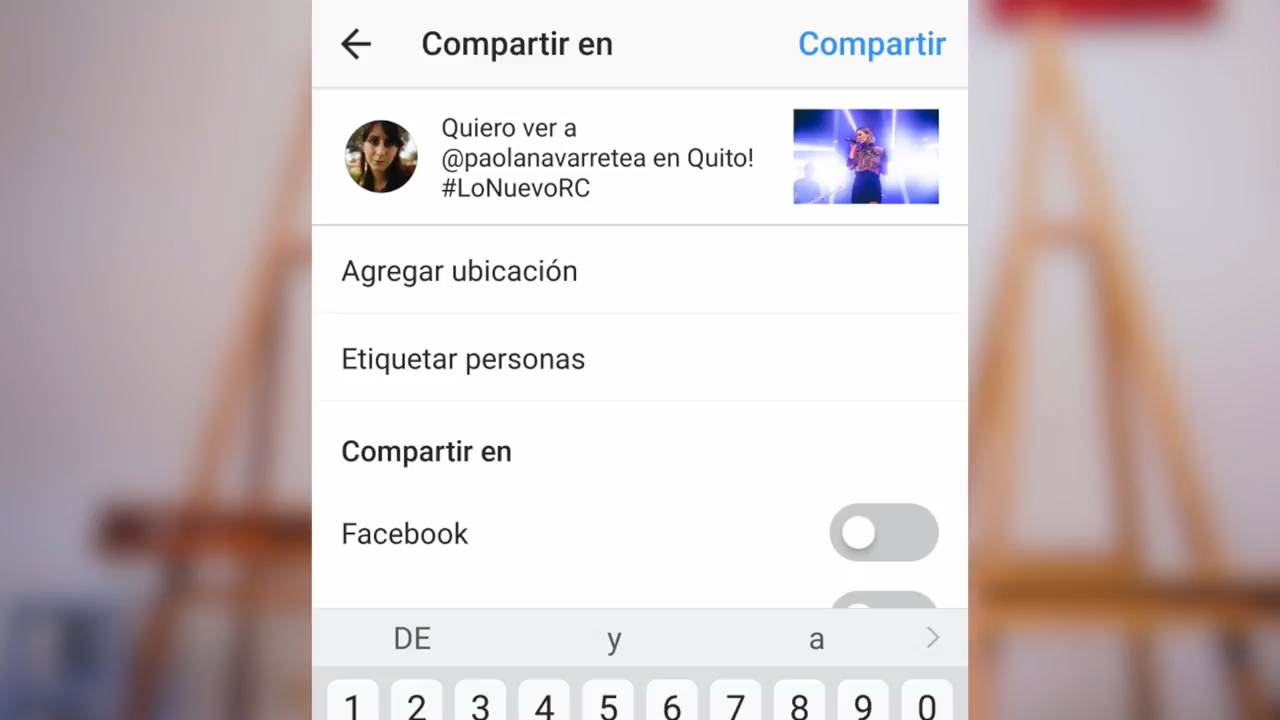 Compartir en
Compartir
Quiero ver a
@paolanavarretea en Quito!
#LoNuevoRC
Agregar ubicación
Etiquetar personas
Compartir en
Facebook
DE y a
1 2 3 4 5 6 7 8 9 0